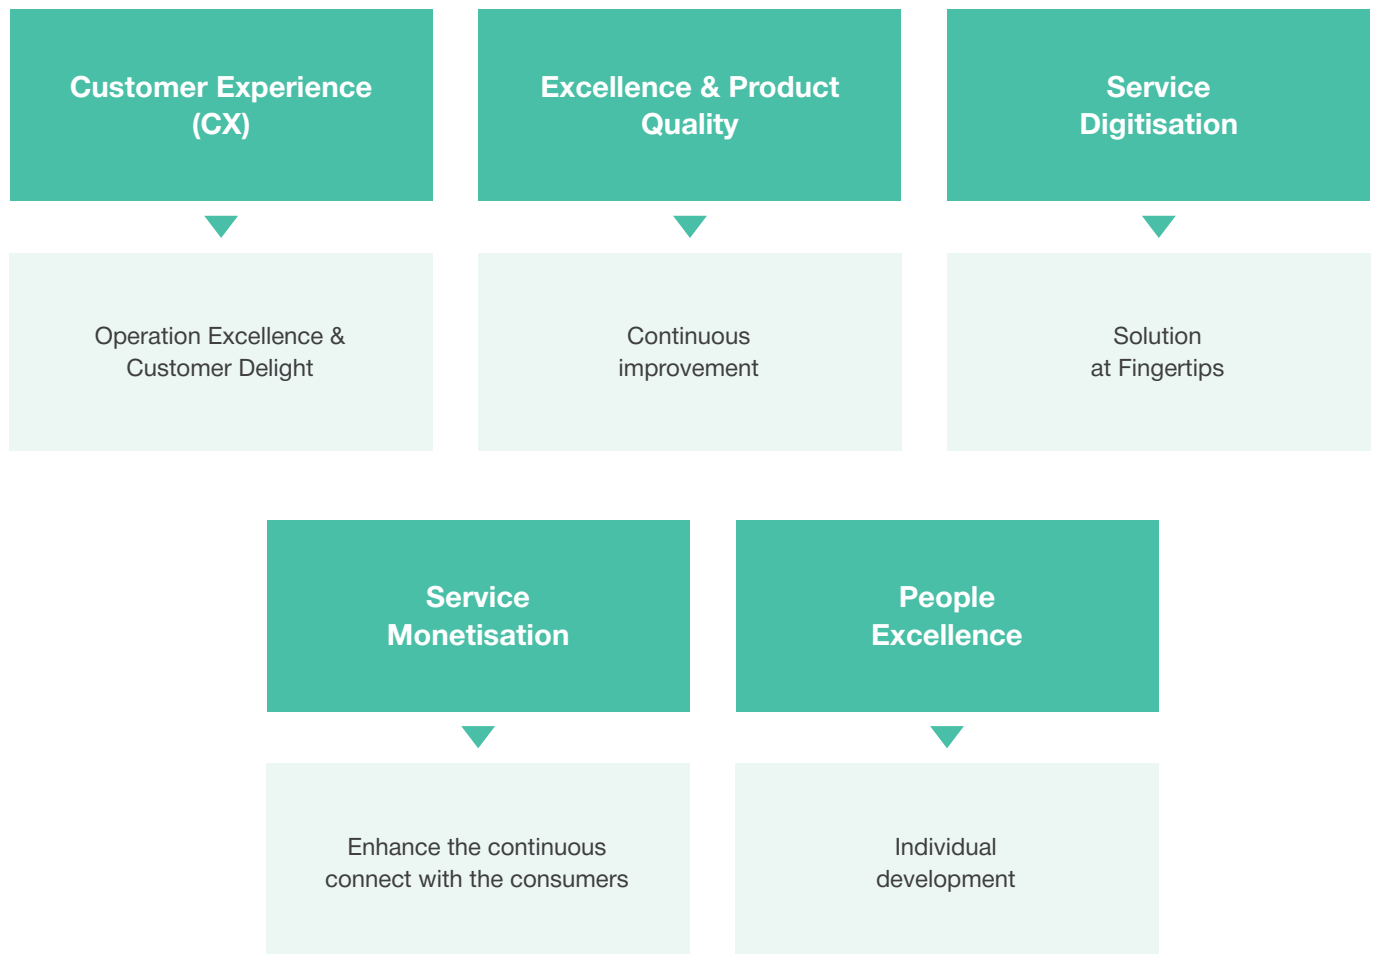 Customer Experience
(CX)
Operation Excellence &
Customer Delight
Excellence & Product
Quality
Continuous
improvement
Service
Digitisation
Solution
at Fingertips
Service
Monetisation
Enhance the continuous
connect with the consumers
People
Excellence
Individual
development